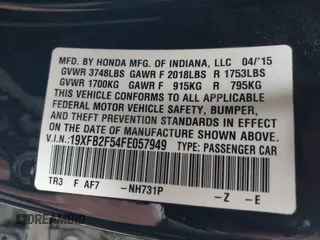 MFD. BY HONDA MFG. OF INDIANA, LLC 04/'15
GVWR 3748LBS GAWR F 2018LBS R 1753LBS
GVWR 1700KG GAWR F 915KG R 795KG
THIS VEHICLE CONFORMS TO ALL APPLICABLE
FEDERAL MOTOR VEHICLE SAFETY, BUMPER, AND
THEFT PREVENTION STANDARDS IN EFFECT ON
THE DATE OF MANUFACTURE SHOWN ABOVE.
V.I.N.: 19XFB2F54FE057949 TYPE: PASSENGER CAR
TR3 F AF7 -NH731P -Z -E
DREAMBID